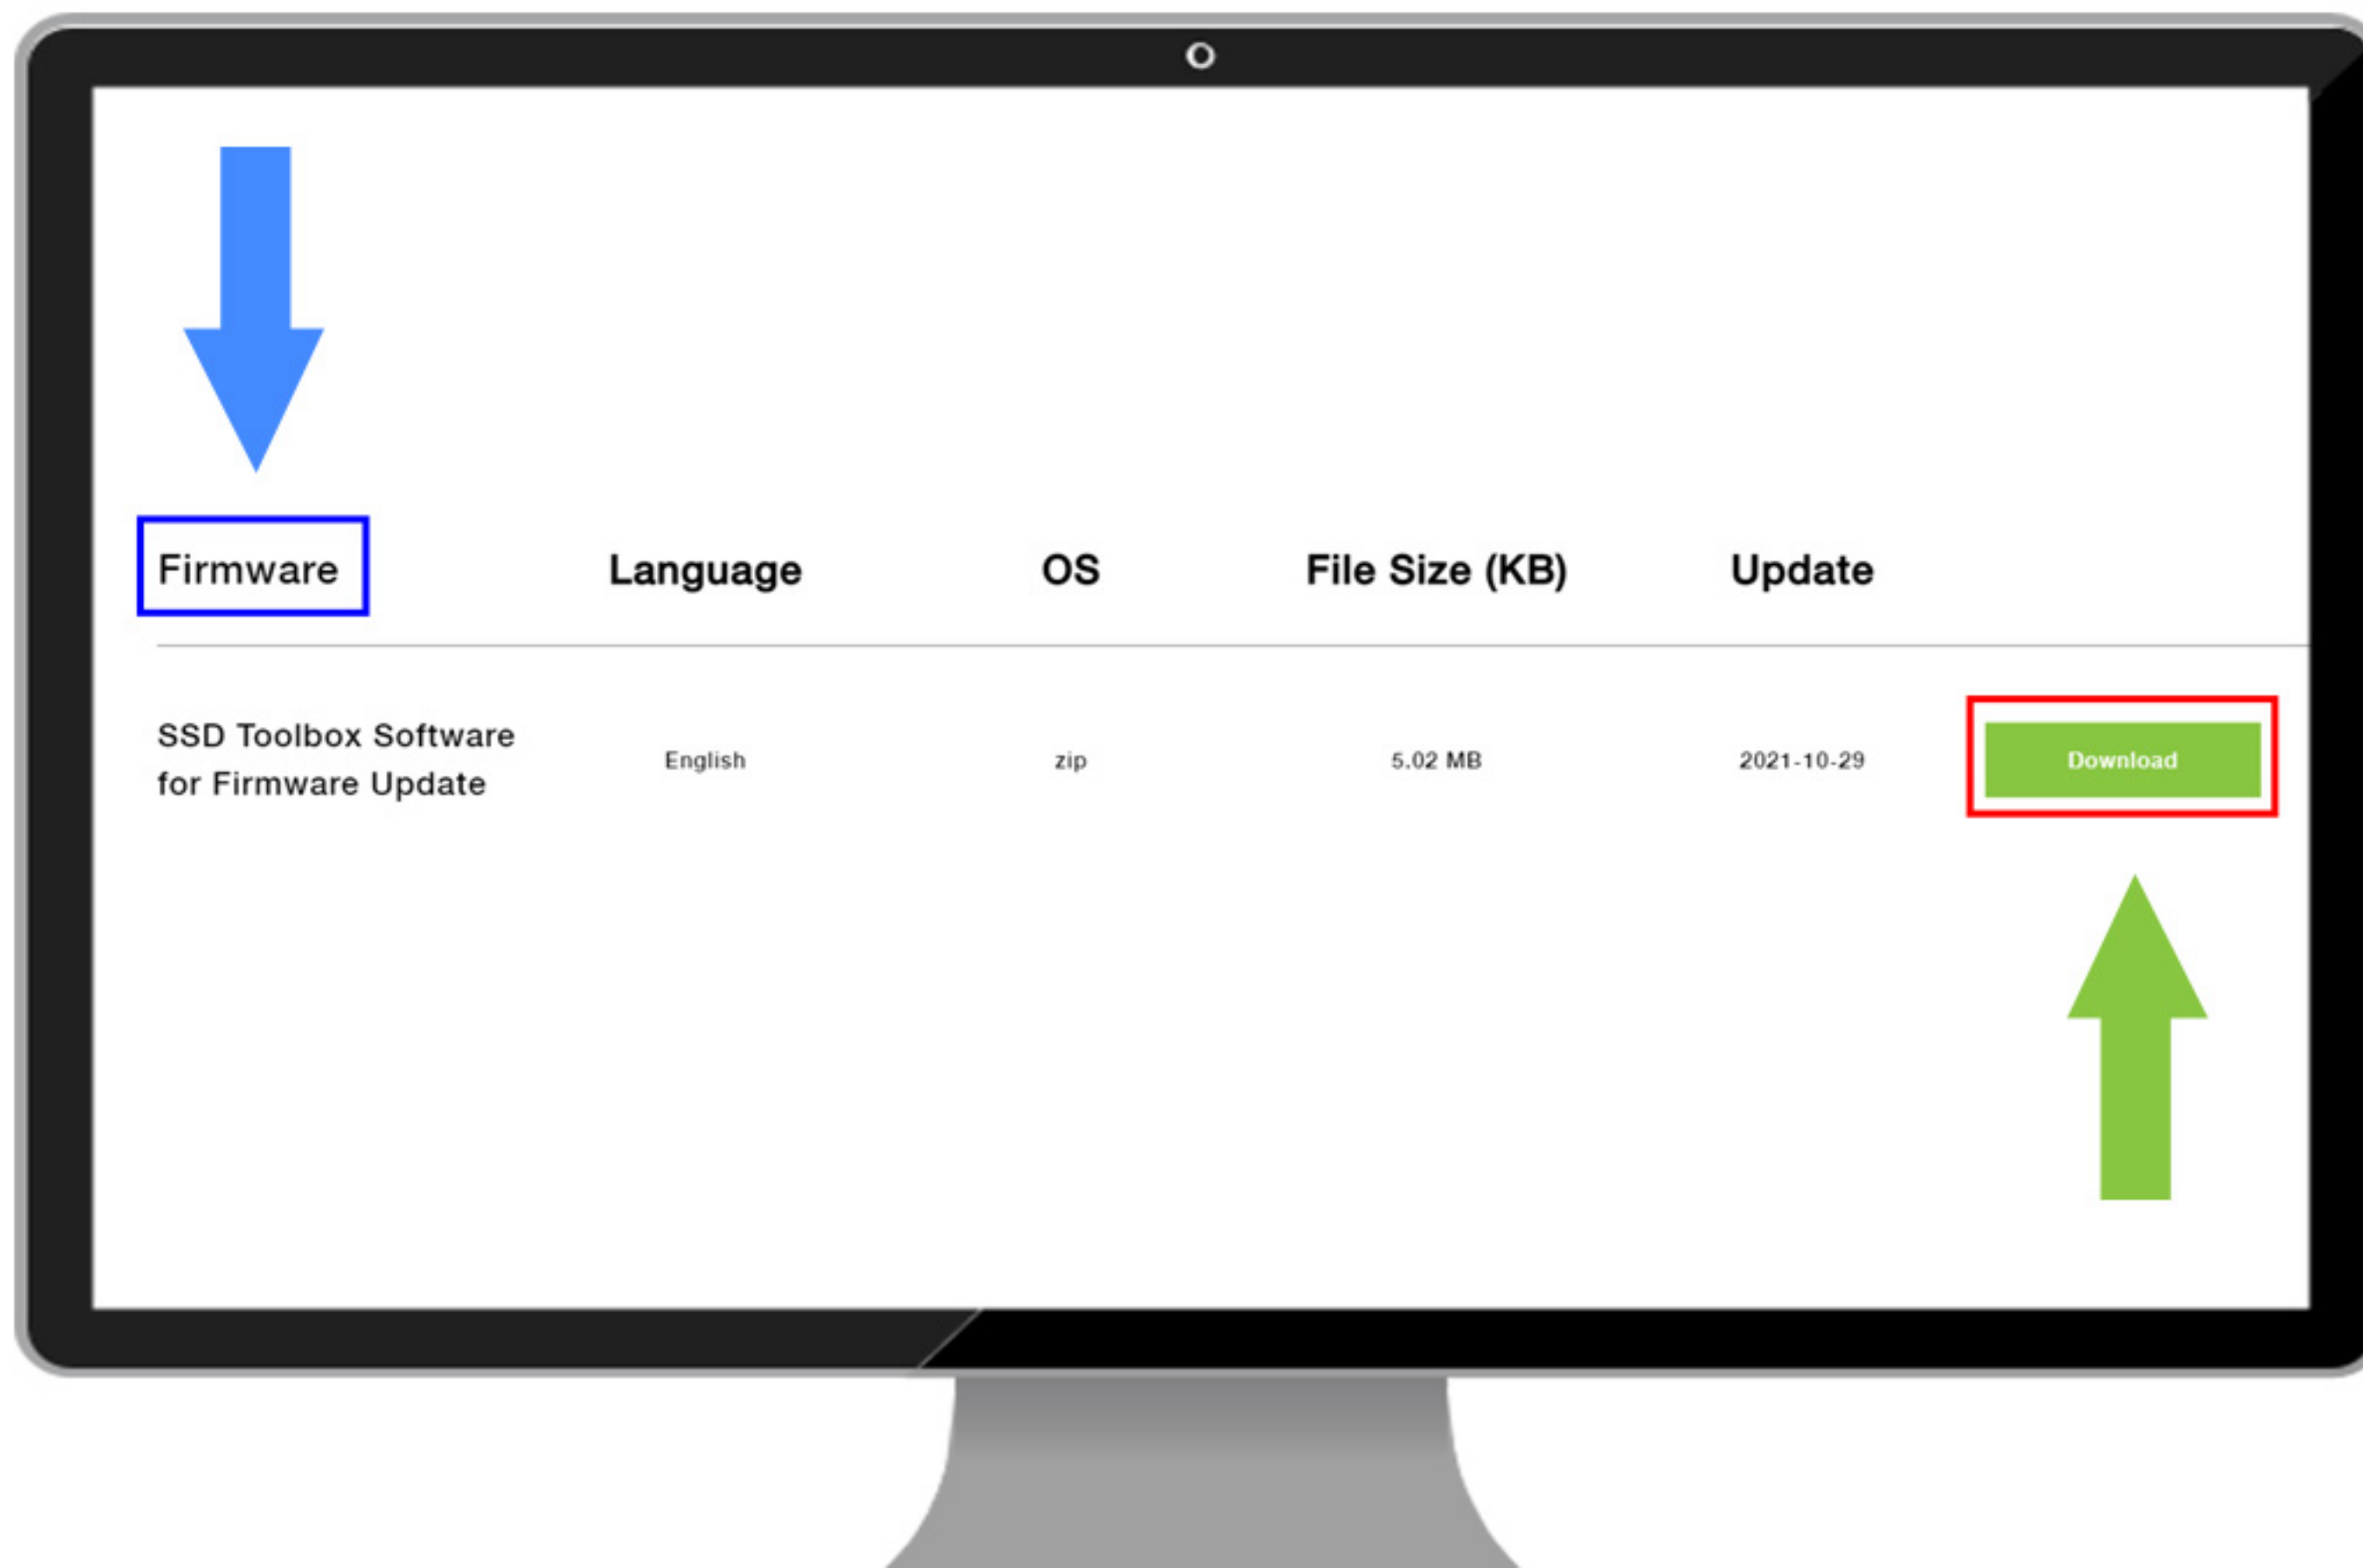 Firmware Language OS File Size (KB) Update
SSD Toolbox Software
for Firmware Update
English zip 5.02 MB 2021-10-29 Download